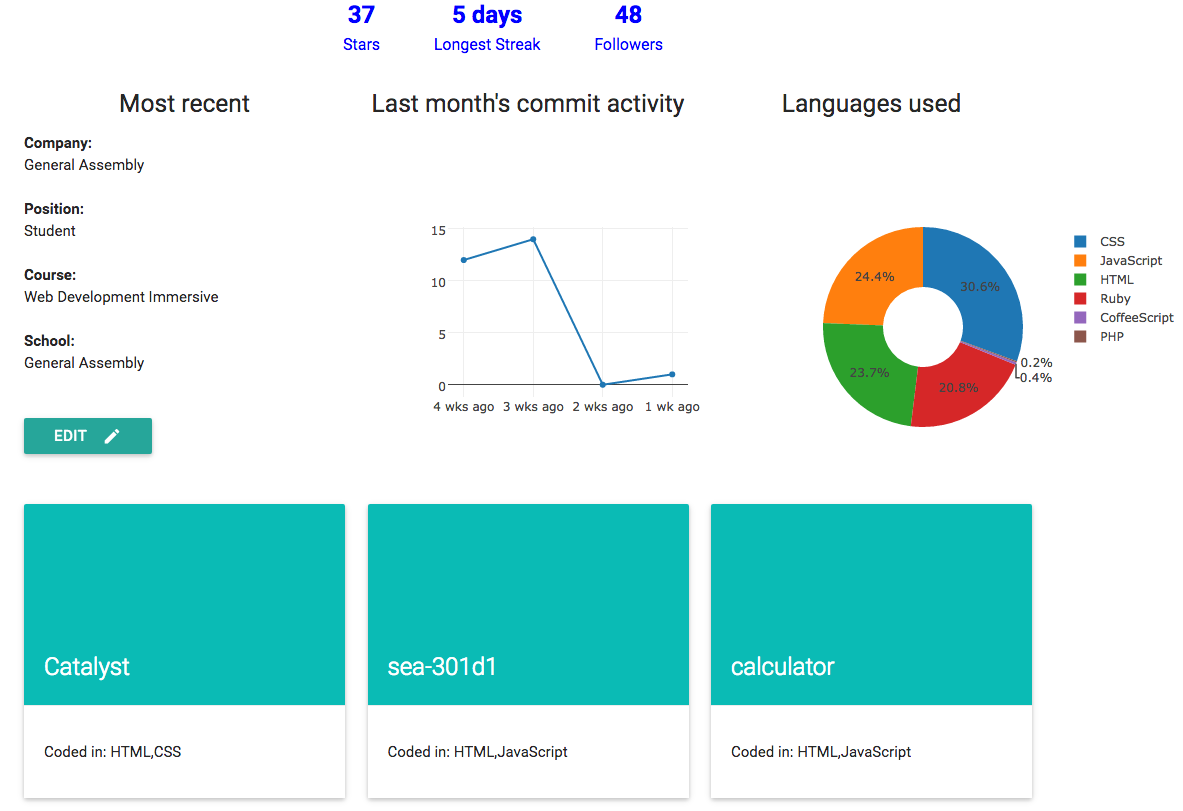 37
Stars
5 days
Longest Streak
48
Followers
Most recent
Company:
General Assembly
Position:
Student
Course:
Web Development Immersive
School:
General Assembly
EDIT
Last month's commit activity
15
10
5
0
4 wks ago
3 wks ago
2 wks ago
1 wk ago
Languages used
30.6%
24.4%
23.7%
20.8%
0.2%
0.4%
CSS
JavaScript
HTML
Ruby
CoffeeScript
PHP
Catalyst
Coded in: HTML,CSS
sea-301d1
Coded in: HTML,JavaScript
calculator
Coded in: HTML,JavaScript